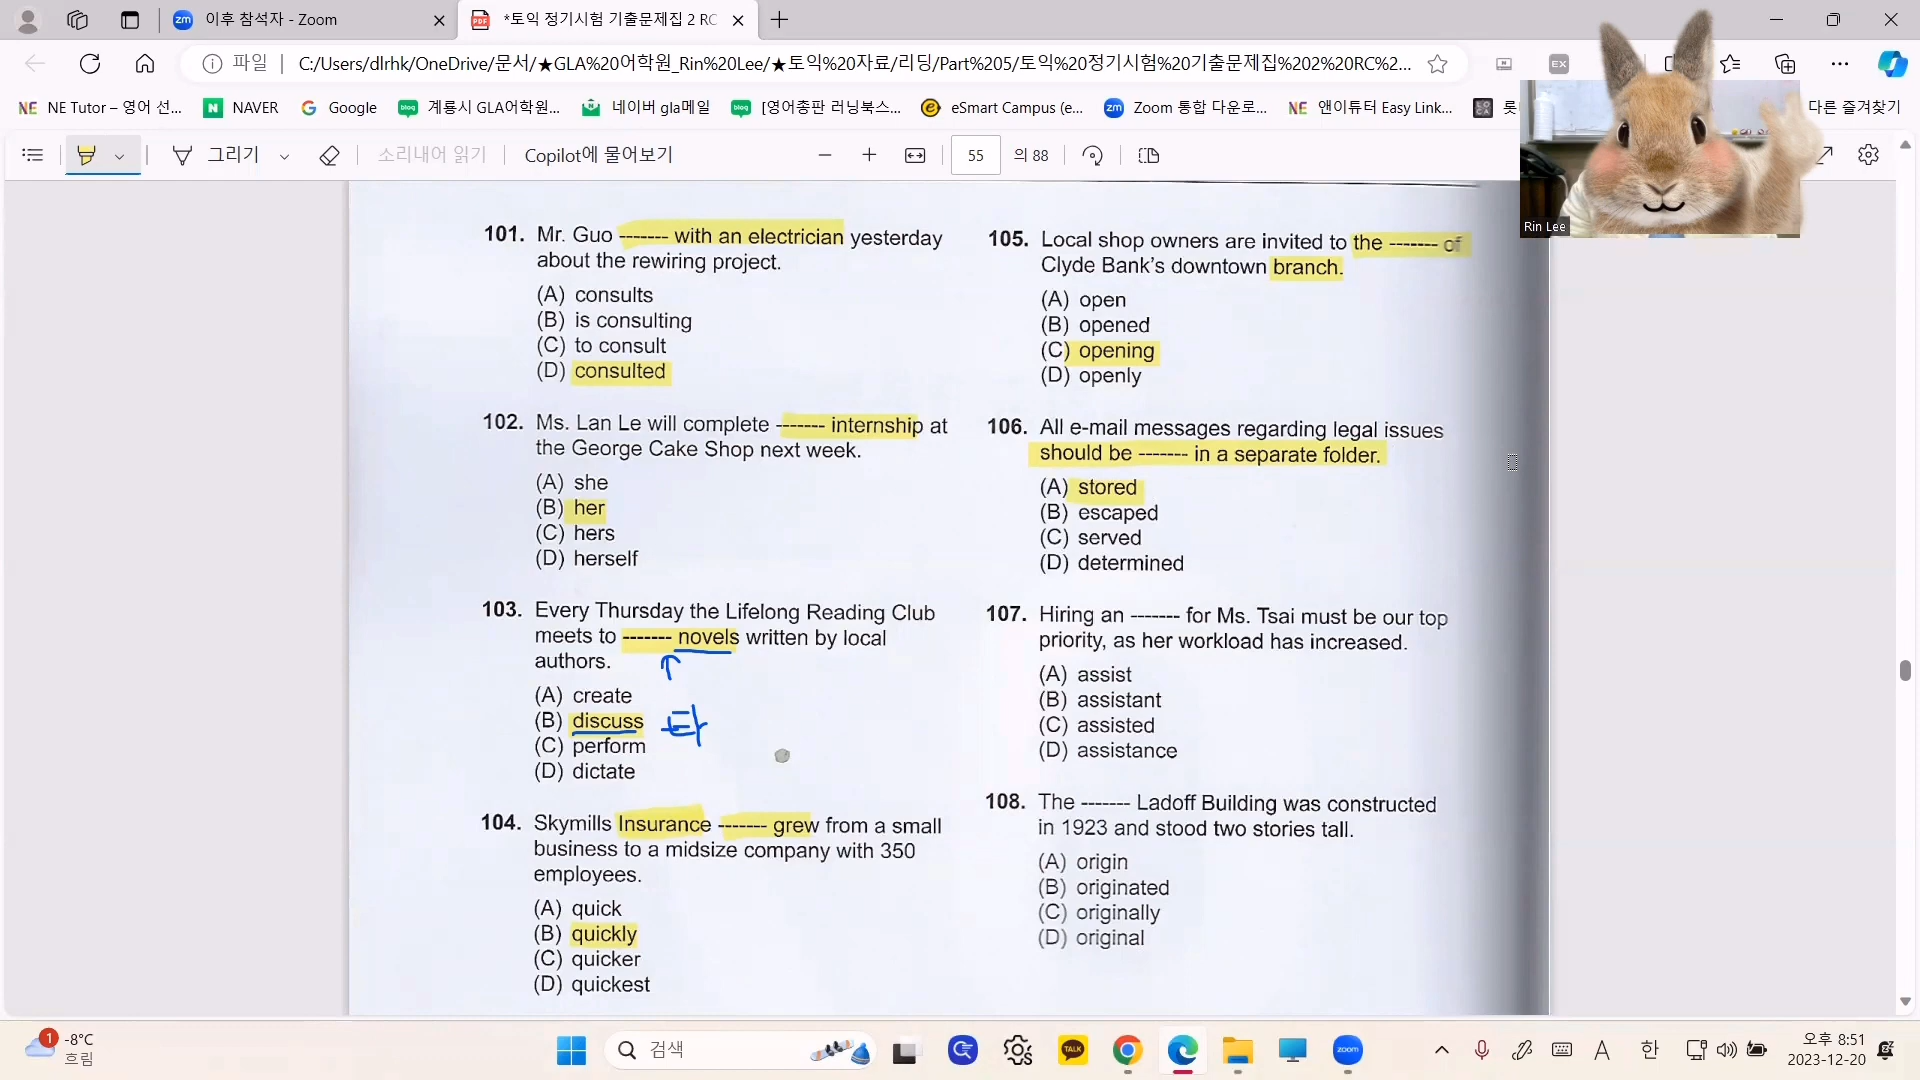 이후 참석자 - Zoom
*토익 정기시험 기출문제집 2 RC
파일
C:/Users/dlrhk/OneDrive/문서/★GLA%20어학원_Rin%20Lee/★토익%20자료/리딩/Part%205/토익%20정기시험%20기출문제집%202%20RC%2...
NE Tutor – 영어 선...
NAVER
Google
계룡시 GLA어학원...
네이버 gla메일
[영어총판 러닝북스...
eSmart Campus (e...
Zoom 통합 다운로...
앤이튜터 Easy Link...
다른 즐겨찾기
그리기
소리내어 읽기
Copilot에 물어보기
55 의 88
Rin Lee
101. Mr. Guo ------- with an electrician yesterday
about the rewiring project.
(A) consults
(B) is consulting
(C) to consult
(D) consulted
102. Ms. Lan Le will complete ------- internship at
the George Cake Shop next week.
(A) she
(B) her
(C) hers
(D) herself
103. Every Thursday the Lifelong Reading Club
meets to ------- novels written by local
authors.
(A) create
(B) discuss 타
(C) perform
(D) dictate
104. Skymills Insurance ------- grew from a small
business to a midsize company with 350
employees.
(A) quick
(B) quickly
(C) quicker
(D) quickest
105. Local shop owners are invited to the ------- of
Clyde Bank's downtown branch.
(A) open
(B) opened
(C) opening
(D) openly
106. All e-mail messages regarding legal issues
should be ------- in a separate folder.
(A) stored
(B) escaped
(C) served
(D) determined
107. Hiring an ------- for Ms. Tsai must be our top
priority, as her workload has increased.
(A) assist
(B) assistant
(C) assisted
(D) assistance
108. The ------- Ladoff Building was constructed
in 1923 and stood two stories tall.
(A) origin
(B) originated
(C) originally
(D) original
1
-8°C
흐림
검색
TALK
zoom
A
한
오후 8:51
2023-12-20